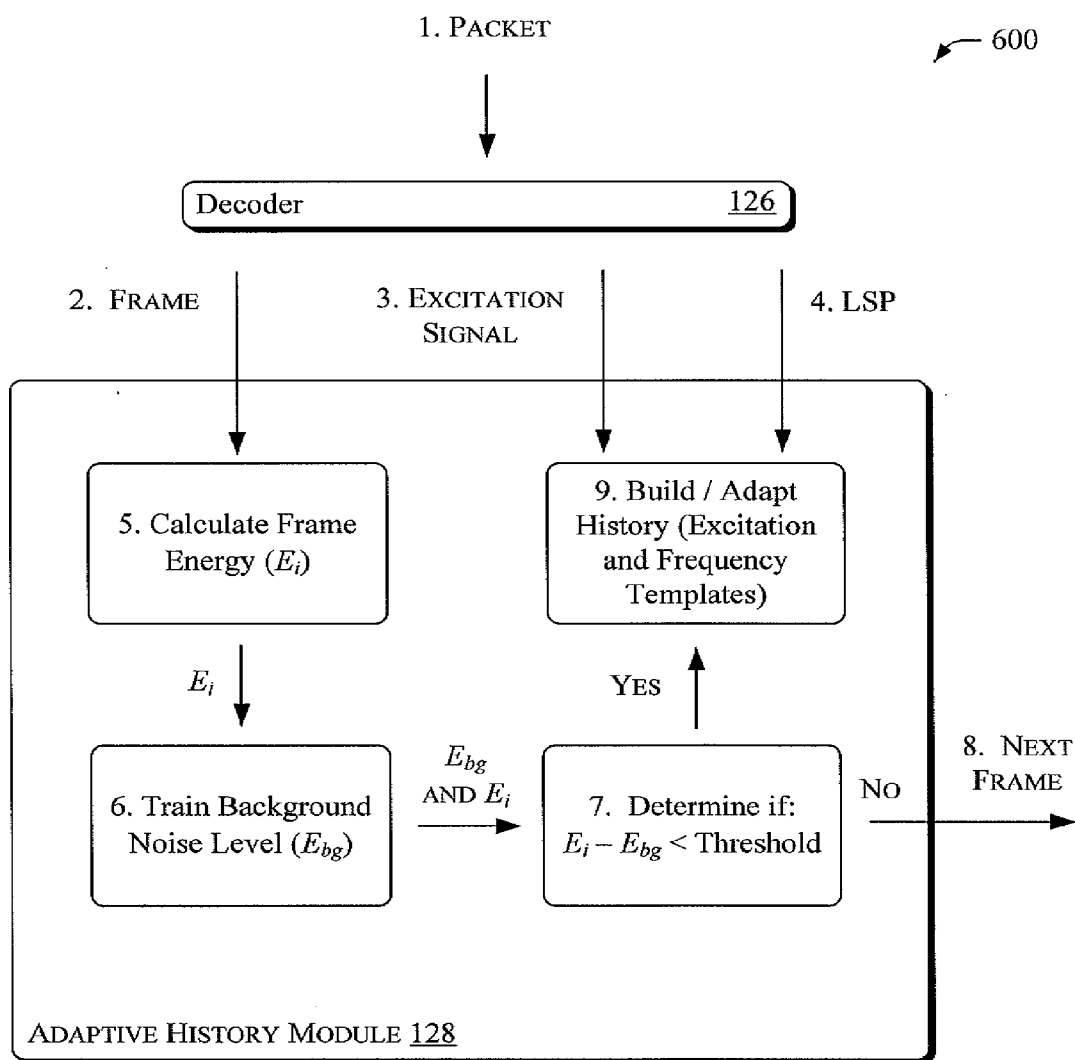 1. PACKET
600
Decoder 126
2. FRAME
3. EXCITATION
SIGNAL
4. LSP
5. Calculate Frame
Energy (Ei)
9. Build / Adapt
History (Excitation
and Frequency
Templates)
Ei
YES
6. Train Background
Noise Level (Ebg)
Ebg
AND Ei
7. Determine if:
Ei – Ebg < Threshold
NO
8. NEXT
FRAME
ADAPTIVE HISTORY MODULE 128